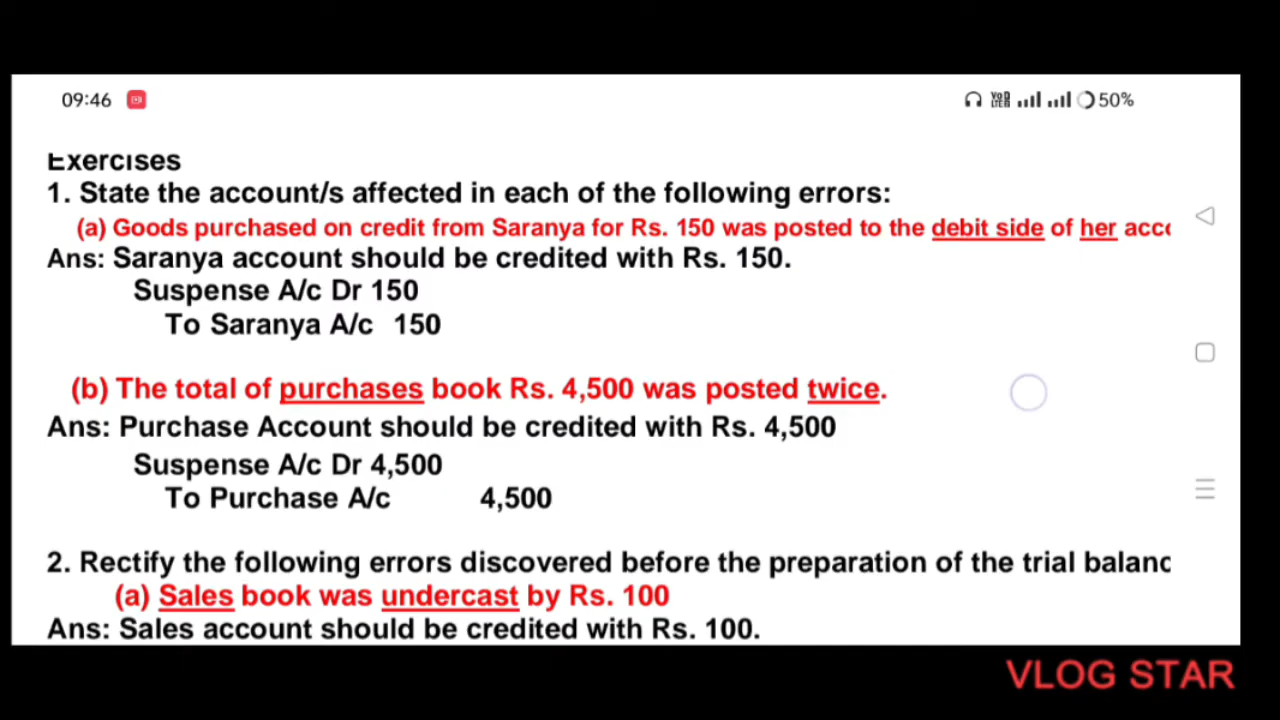 09:46
VoD LTE2 50%
Exercises
1. State the account/s affected in each of the following errors:
(a) Goods purchased on credit from Saranya for Rs. 150 was posted to the debit side of her acc
Ans: Saranya account should be credited with Rs. 150.
Suspense A/c Dr 150
To Saranya A/c 150
(b) The total of purchases book Rs. 4,500 was posted twice.
Ans: Purchase Account should be credited with Rs. 4,500
Suspense A/c Dr 4,500
To Purchase A/c 4,500
2. Rectify the following errors discovered before the preparation of the trial balanc
(a) Sales book was undercast by Rs. 100
Ans: Sales account should be credited with Rs. 100.
VLOG STAR